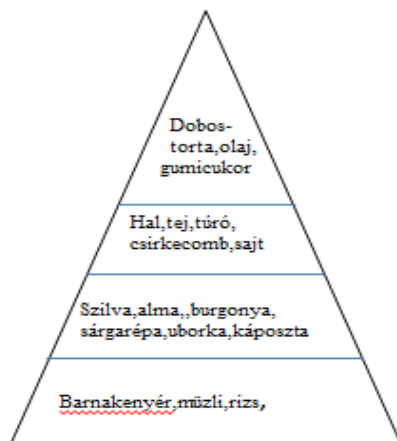 Dobos-
torta,olaj,
gumicukor
Hal,tej,túró,
csirkecomb,sajt
Szilva,alma,,burgonya,
sárgarépa,uborka,káposzta
Barnakenyér,müzli,rizs,